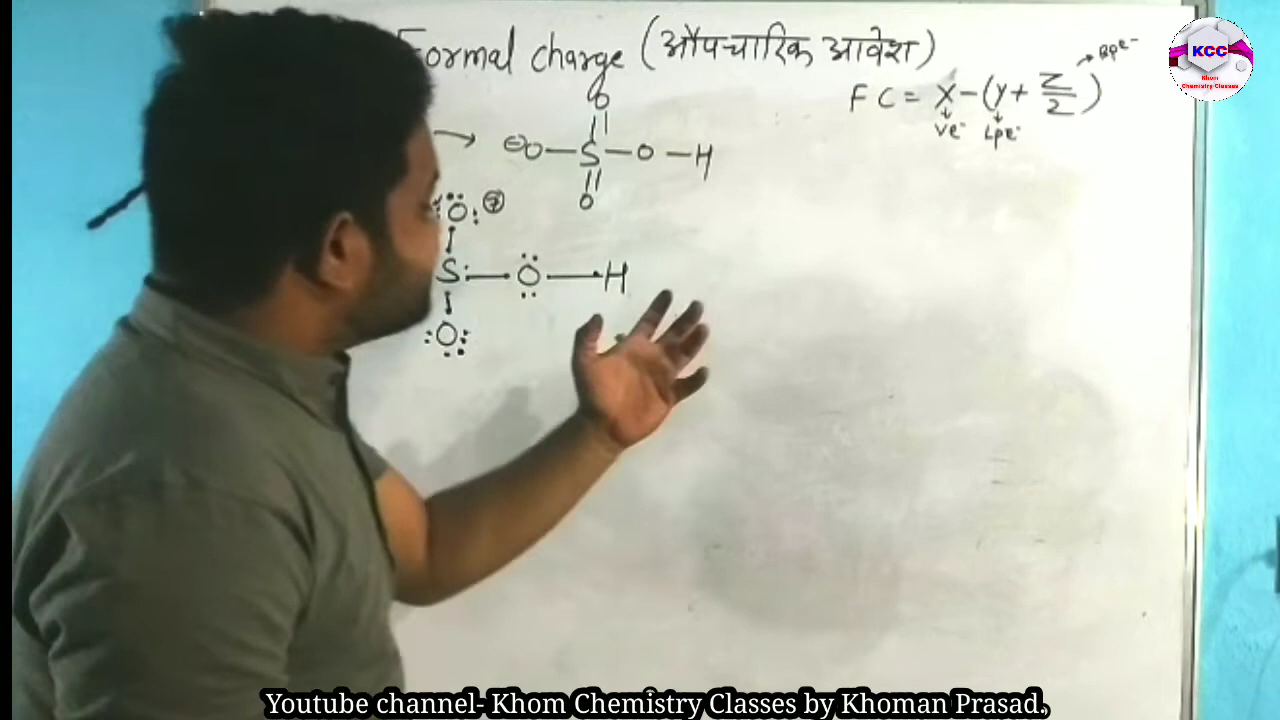 Formal charge (औपचारिक आवेश)
FC = X - (y + Z/2)
Bpe⁻
ve⁻ Lpe⁻
O
⊖O — S — O — H
O
O
S — O — H
O
KCC
Khom
Chemistry Classes
Youtube channel- Khom Chemistry Classes by Khoman Prasad.